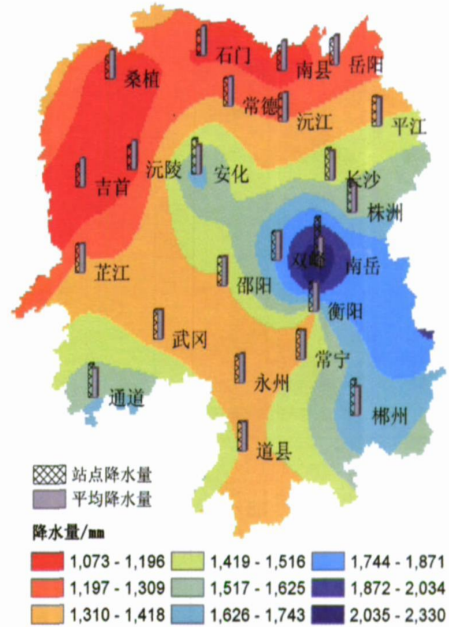 石门
南县
岳阳
桑植
常德
沅江
平江
沅陵
安化
长沙
吉首
株洲
双峰
南岳
芷江
邵阳
衡阳
武冈
常宁
永州
通道
郴州
道县
站点降水量
平均降水量
降水量/mm
1,073 - 1,196 1,419 - 1,516 1,744 - 1,871
1,197 - 1,309 1,517 - 1,625 1,872 - 2,034
1,310 - 1,418 1,626 - 1,743 2,035 - 2,330